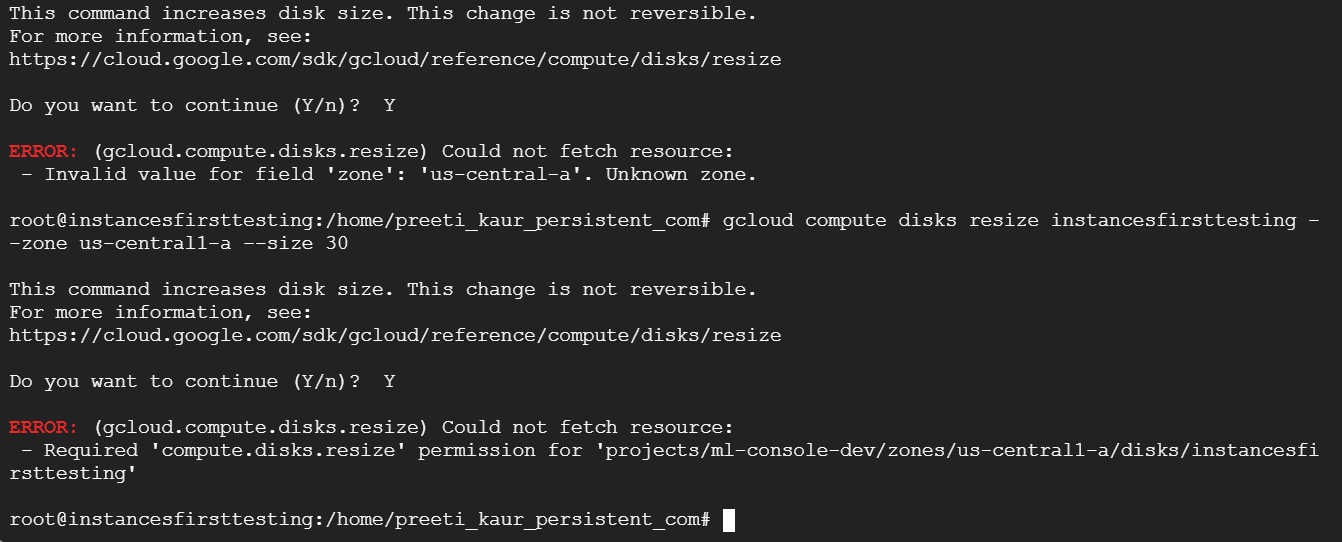 This command increases disk size. This change is not reversible.
For more information, see:
https://cloud.google.com/sdk/gcloud/reference/compute/disks/resize
Do you want to continue (Y/n)?  Y
ERROR: (gcloud.compute.disks.resize) Could not fetch resource:
 - Invalid value for field 'zone': 'us-central-a'. Unknown zone.
root@instancesfirsttesting:/home/preeti_kaur_persistent_com# gcloud compute disks resize instancesfirsttesting -
-zone us-central1-a --size 30
This command increases disk size. This change is not reversible.
For more information, see:
https://cloud.google.com/sdk/gcloud/reference/compute/disks/resize
Do you want to continue (Y/n)?  Y
ERROR: (gcloud.compute.disks.resize) Could not fetch resource:
 - Required 'compute.disks.resize' permission for 'projects/ml-console-dev/zones/us-central1-a/disks/instancesfi
rsttesting'
root@instancesfirsttesting:/home/preeti_kaur_persistent_com#